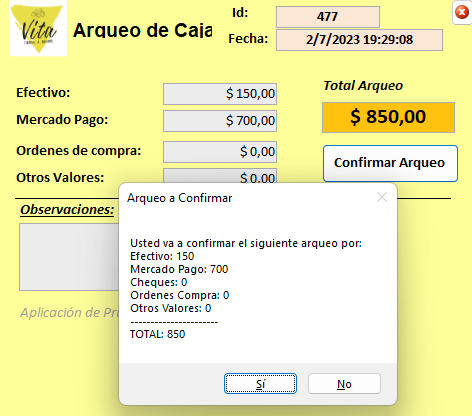 Vita
Arqueo de Caja
Id:
477
Fecha:
2/7/2023 19:29:08
Efectivo:
$ 150,00
Total Arqueo
Mercado Pago:
$ 700,00
$ 850,00
Ordenes de compra:
$ 0,00
Confirmar Arqueo
Otros Valores:
$ 0,00
Observaciones:
Arqueo a Confirmar
Usted va a confirmar el siguiente arqueo por:
Efectivo: 150
Mercado Pago: 700
Cheques: 0
Ordenes Compra: 0
Otros Valores: 0
----------------------
TOTAL: 850
Aplicación de
Sí
No